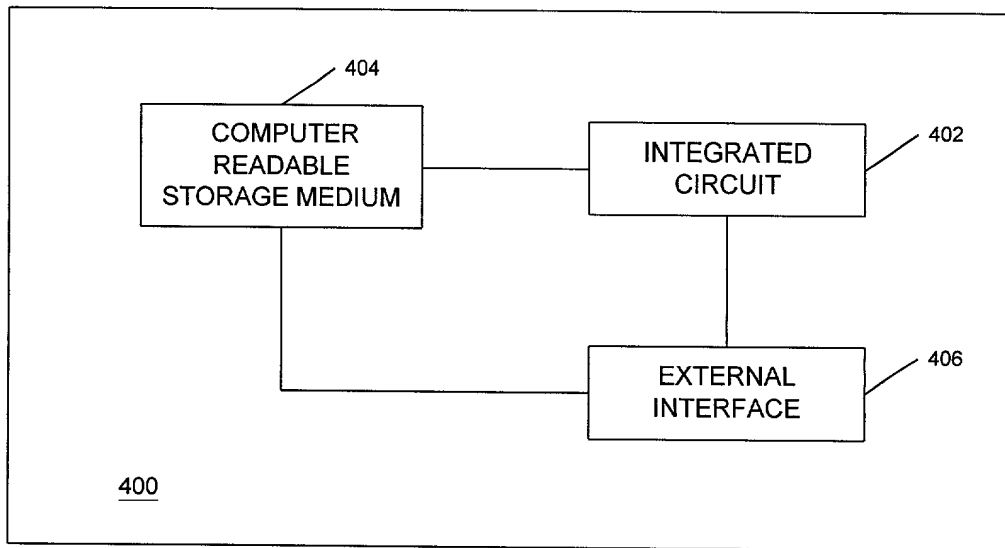 404
COMPUTER
READABLE
STORAGE MEDIUM
INTEGRATED
CIRCUIT
402
EXTERNAL
INTERFACE
406
400